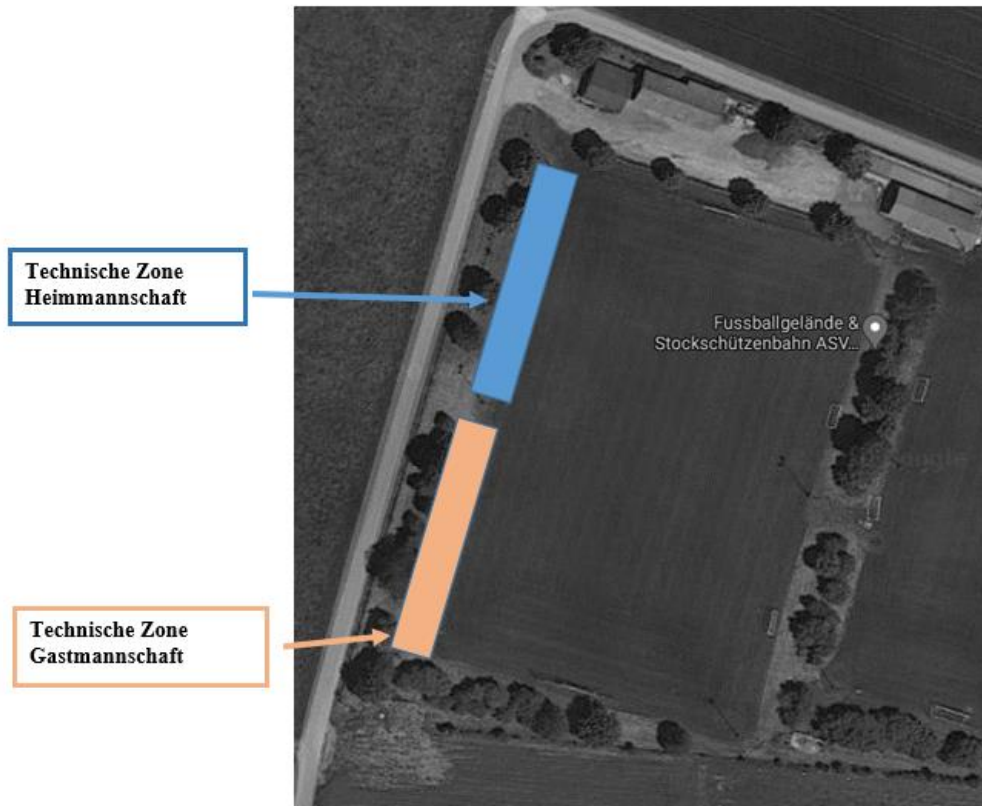 Technische Zone
Heimmannschaft
Fussballgelände &
Stockschützenbahn ASV...
Technische Zone
Gastmannschaft